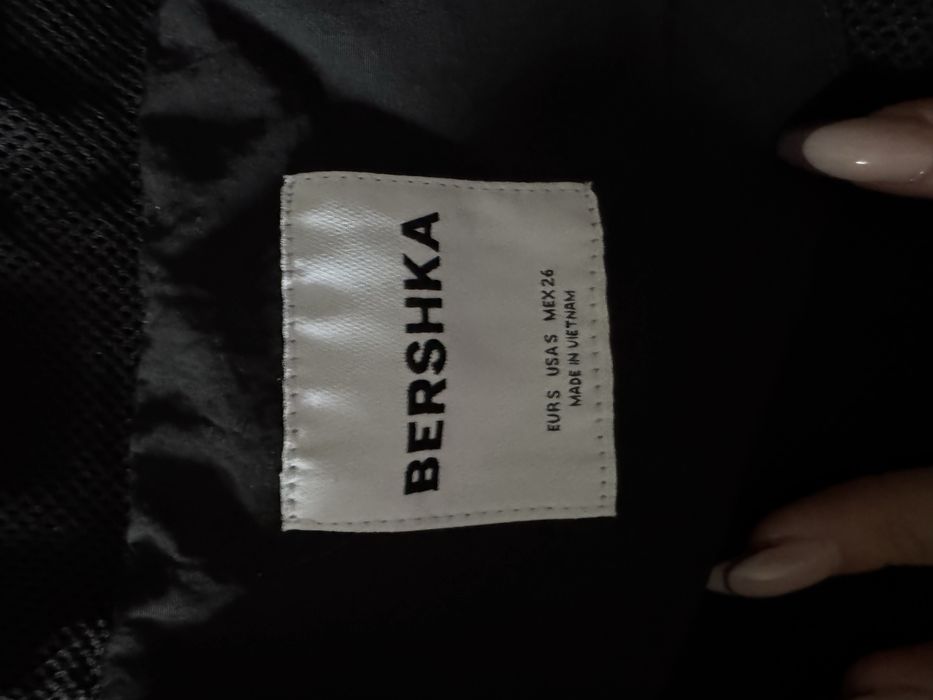 BERSHKA
EUR S USA S MEX 26
MADE IN VIETNAM